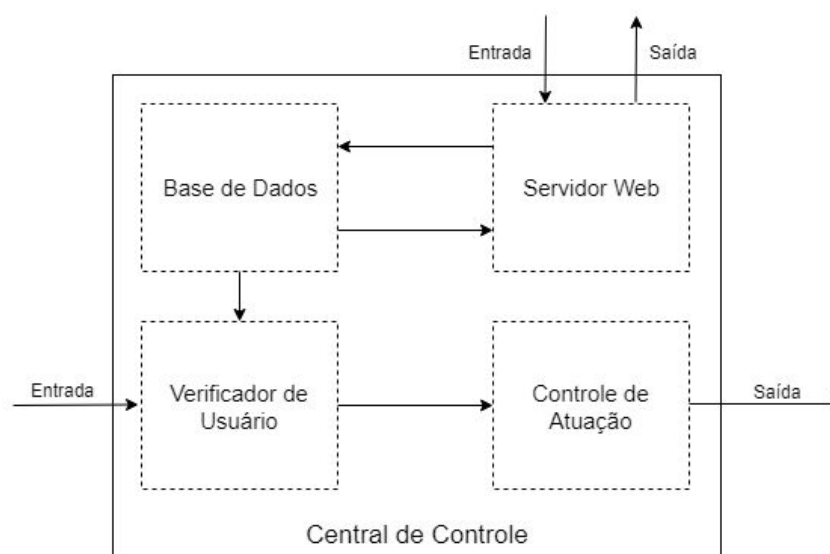 Entrada
Saída
Base de Dados
Servidor Web
Entrada
Verificador de
Usuário
Controle de
Atuação
Saída
Central de Controle